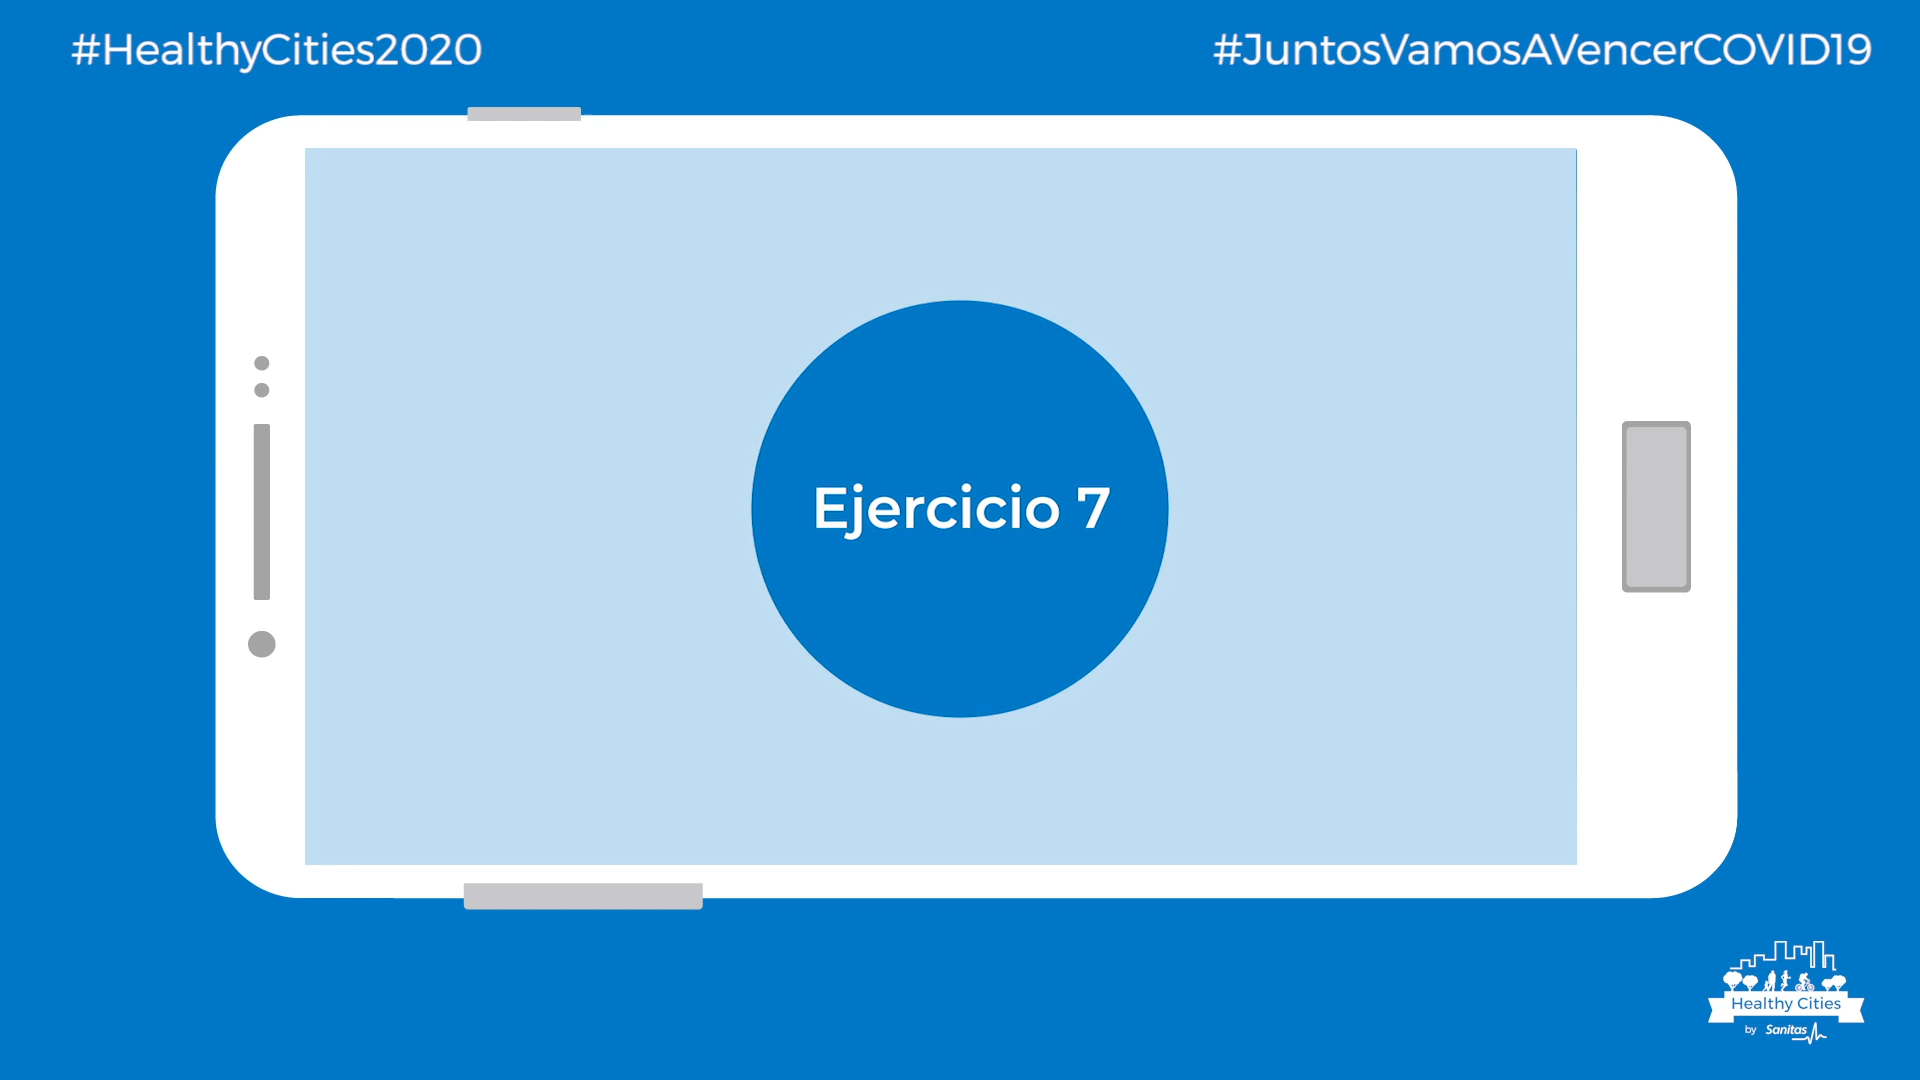 #HealthyCities2020
#JuntosVamosAVencerCOVID19
Ejercicio 7
Healthy Cities
by Sanitas